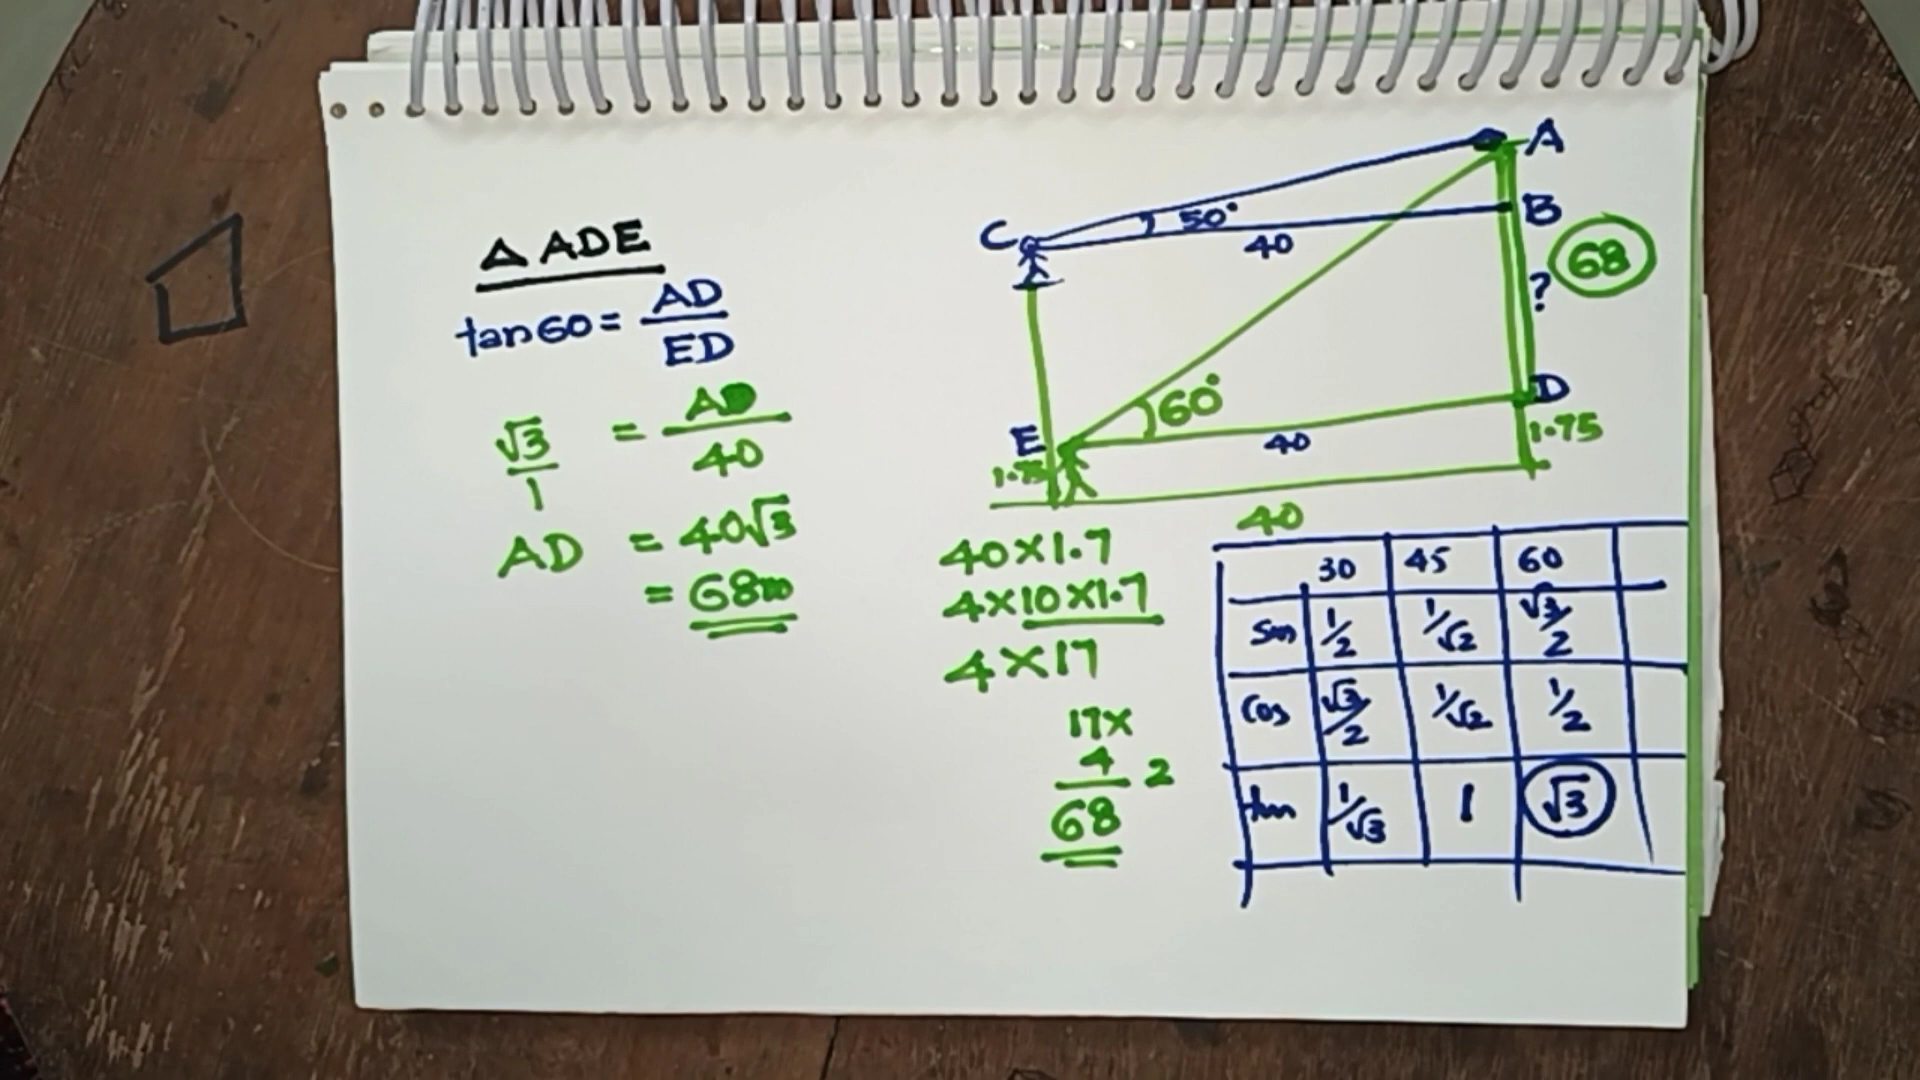 △ ADE
tan60 = AD/ED
√3/1 = AD/40
AD = 40√3
= 68m
A
C 50° B
40
68
?
60°
D
E 40 1.75
1.75
40
40×1.7
4×10×1.7
4×17
17×
4 2
68
30 45 60
Sin 1/2 1/√2 √3/2
Cos √3/2 1/√2 1/2
tan 1/√3 1 √3